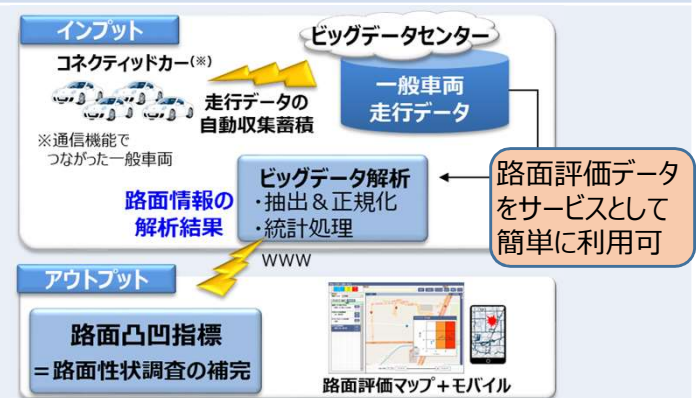 インプット
コネクティッドカー(※)
※通信機能で
つながった一般車両
走行データの
自動収集蓄積
ビッグデータセンター
一般車両
走行データ
ビッグデータ解析
・抽出&正規化
・統計処理
路面情報の
解析結果
路面評価データ
をサービスとして
簡単に利用可
WWW
アウトプット
路面凸凹指標
=路面性状調査の補完
路面評価マップ+モバイル